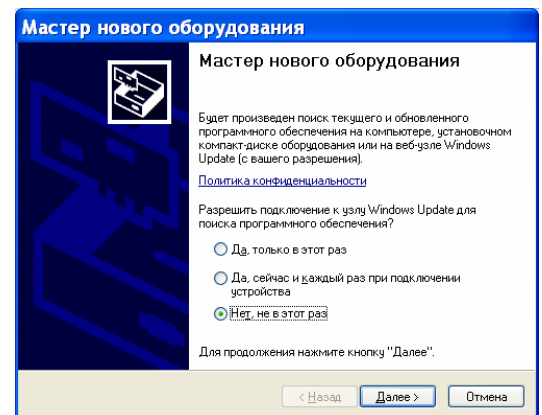 Мастер нового оборудования
Мастер нового оборудования
Будет произведен поиск текущего и обновленного
программного обеспечения на компьютере, установочном
компакт-диске оборудования или на веб-узле Windows
Update (с вашего разрешения).
Политика конфиденциальности
Разрешить подключение к узлу Windows Update для
поиска программного обеспечения?
Да, только в этот раз
Да, сейчас и каждый раз при подключении
устройства
Нет, не в этот раз
Для продолжения нажмите кнопку "Далее".
< Назад Далее > Отмена